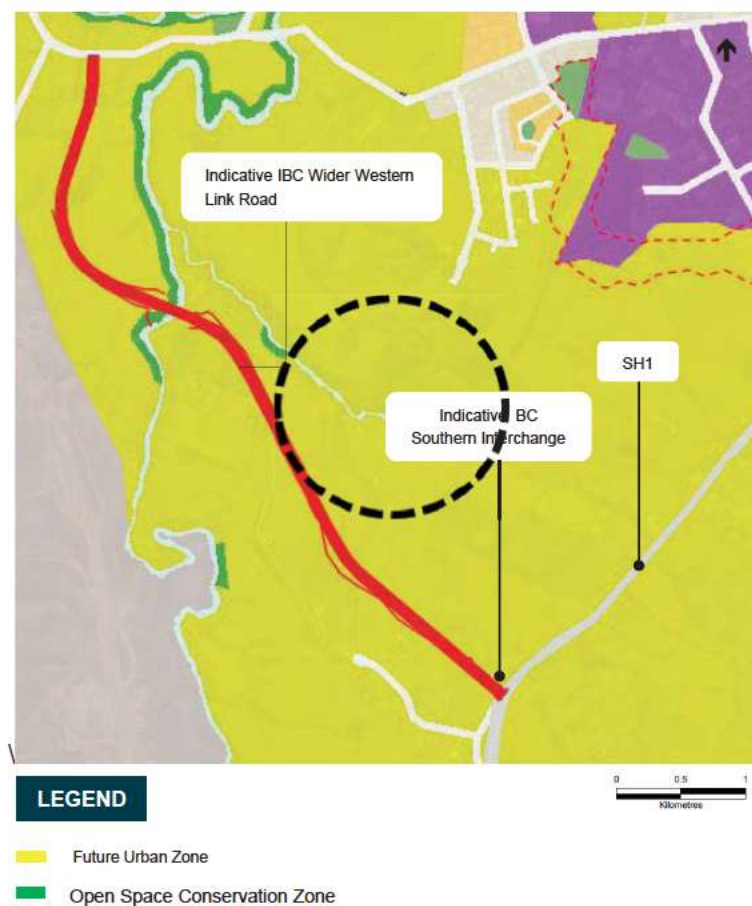 Indicative IBC Wider Western
Link Road
SH1
Indicative BC
Southern Interchange
LEGEND
0 0.5 1
Kilometres
Future Urban Zone
Open Space Conservation Zone